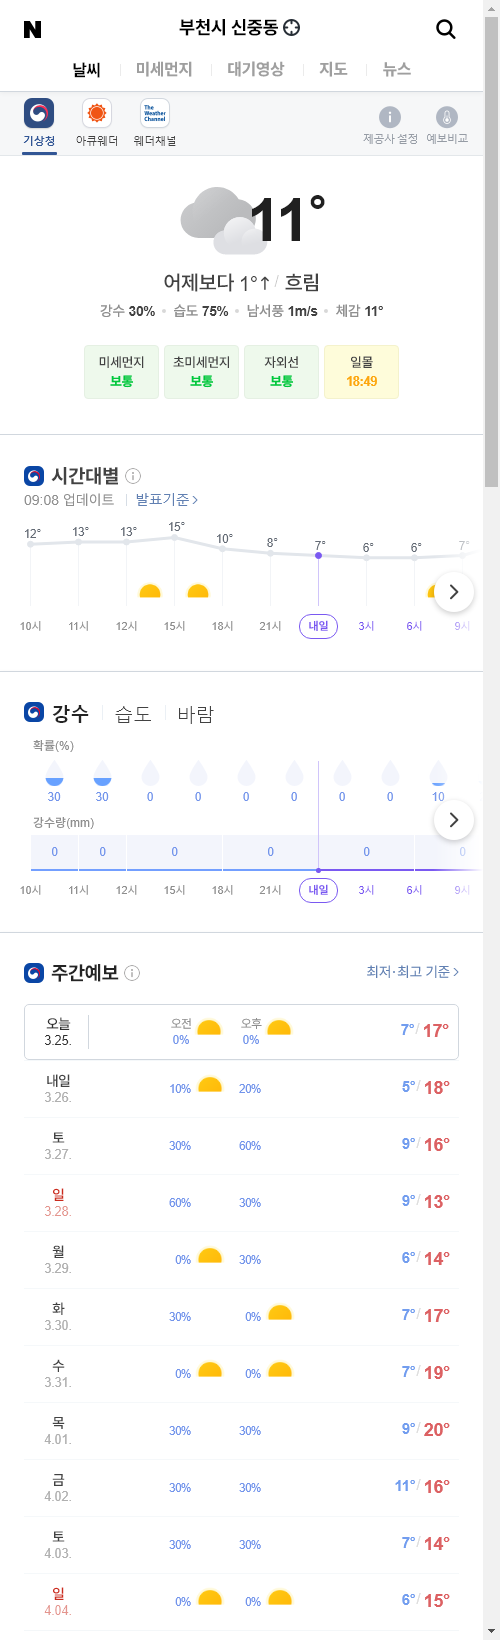 N
부천시 신중동
날씨 미세먼지 대기영상 지도 뉴스
기상청 아큐웨더 The Weather Channel 웨더채널 제공사 설정 예보비교
11°
어제보다 1°↑ / 흐림
강수 30% • 습도 75% • 남서풍 1m/s • 체감 11°
미세먼지 초미세먼지 자외선 일몰
보통 보통 보통 18:49
시간대별
09:08 업데이트 발표기준 >
12° 13° 13° 15° 10° 8° 7° 6° 6° 7°
10시 11시 12시 15시 18시 21시 내일 3시 6시 9시
강수 습도 바람
확률(%)
30 30 0 0 0 0 0 0 10
강수량(mm)
0 0 0 0 0 0
10시 11시 12시 15시 18시 21시 내일 3시 6시 9시
주간예보 최저·최고 기준 >
오늘 오전 오후 7°/ 17°
3.25. 0% 0%
내일 10% 20% 5°/ 18°
3.26.
토 30% 60% 9°/ 16°
3.27.
일 60% 30% 9°/ 13°
3.28.
월 0% 30% 6°/ 14°
3.29.
화 30% 0% 7°/ 17°
3.30.
수 0% 0% 7°/ 19°
3.31.
목 30% 30% 9°/ 20°
4.01.
금 30% 30% 11°/ 16°
4.02.
토 30% 30% 7°/ 14°
4.03.
일 0% 0% 6°/ 15°
4.04.